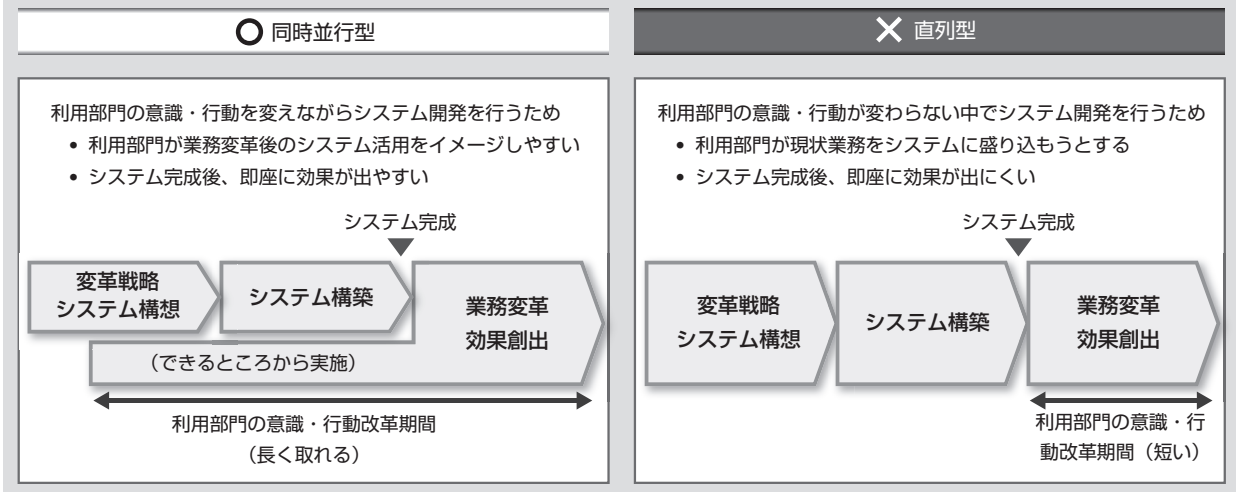 ○ 同時並行型
利用部門の意識・行動を変えながらシステム開発を行うため
• 利用部門が業務変革後のシステム活用をイメージしやすい
• システム完成後、即座に効果が出やすい
システム完成
変革戦略
システム構想
システム構築
業務変革
効果創出
（できるところから実施）
利用部門の意識・行動改革期間
（長く取れる）
× 直列型
利用部門の意識・行動が変わらない中でシステム開発を行うため
• 利用部門が現状業務をシステムに盛り込もうとする
• システム完成後、即座に効果が出にくい
システム完成
変革戦略
システム構想
システム構築
業務変革
効果創出
利用部門の意識・行
動改革期間（短い）